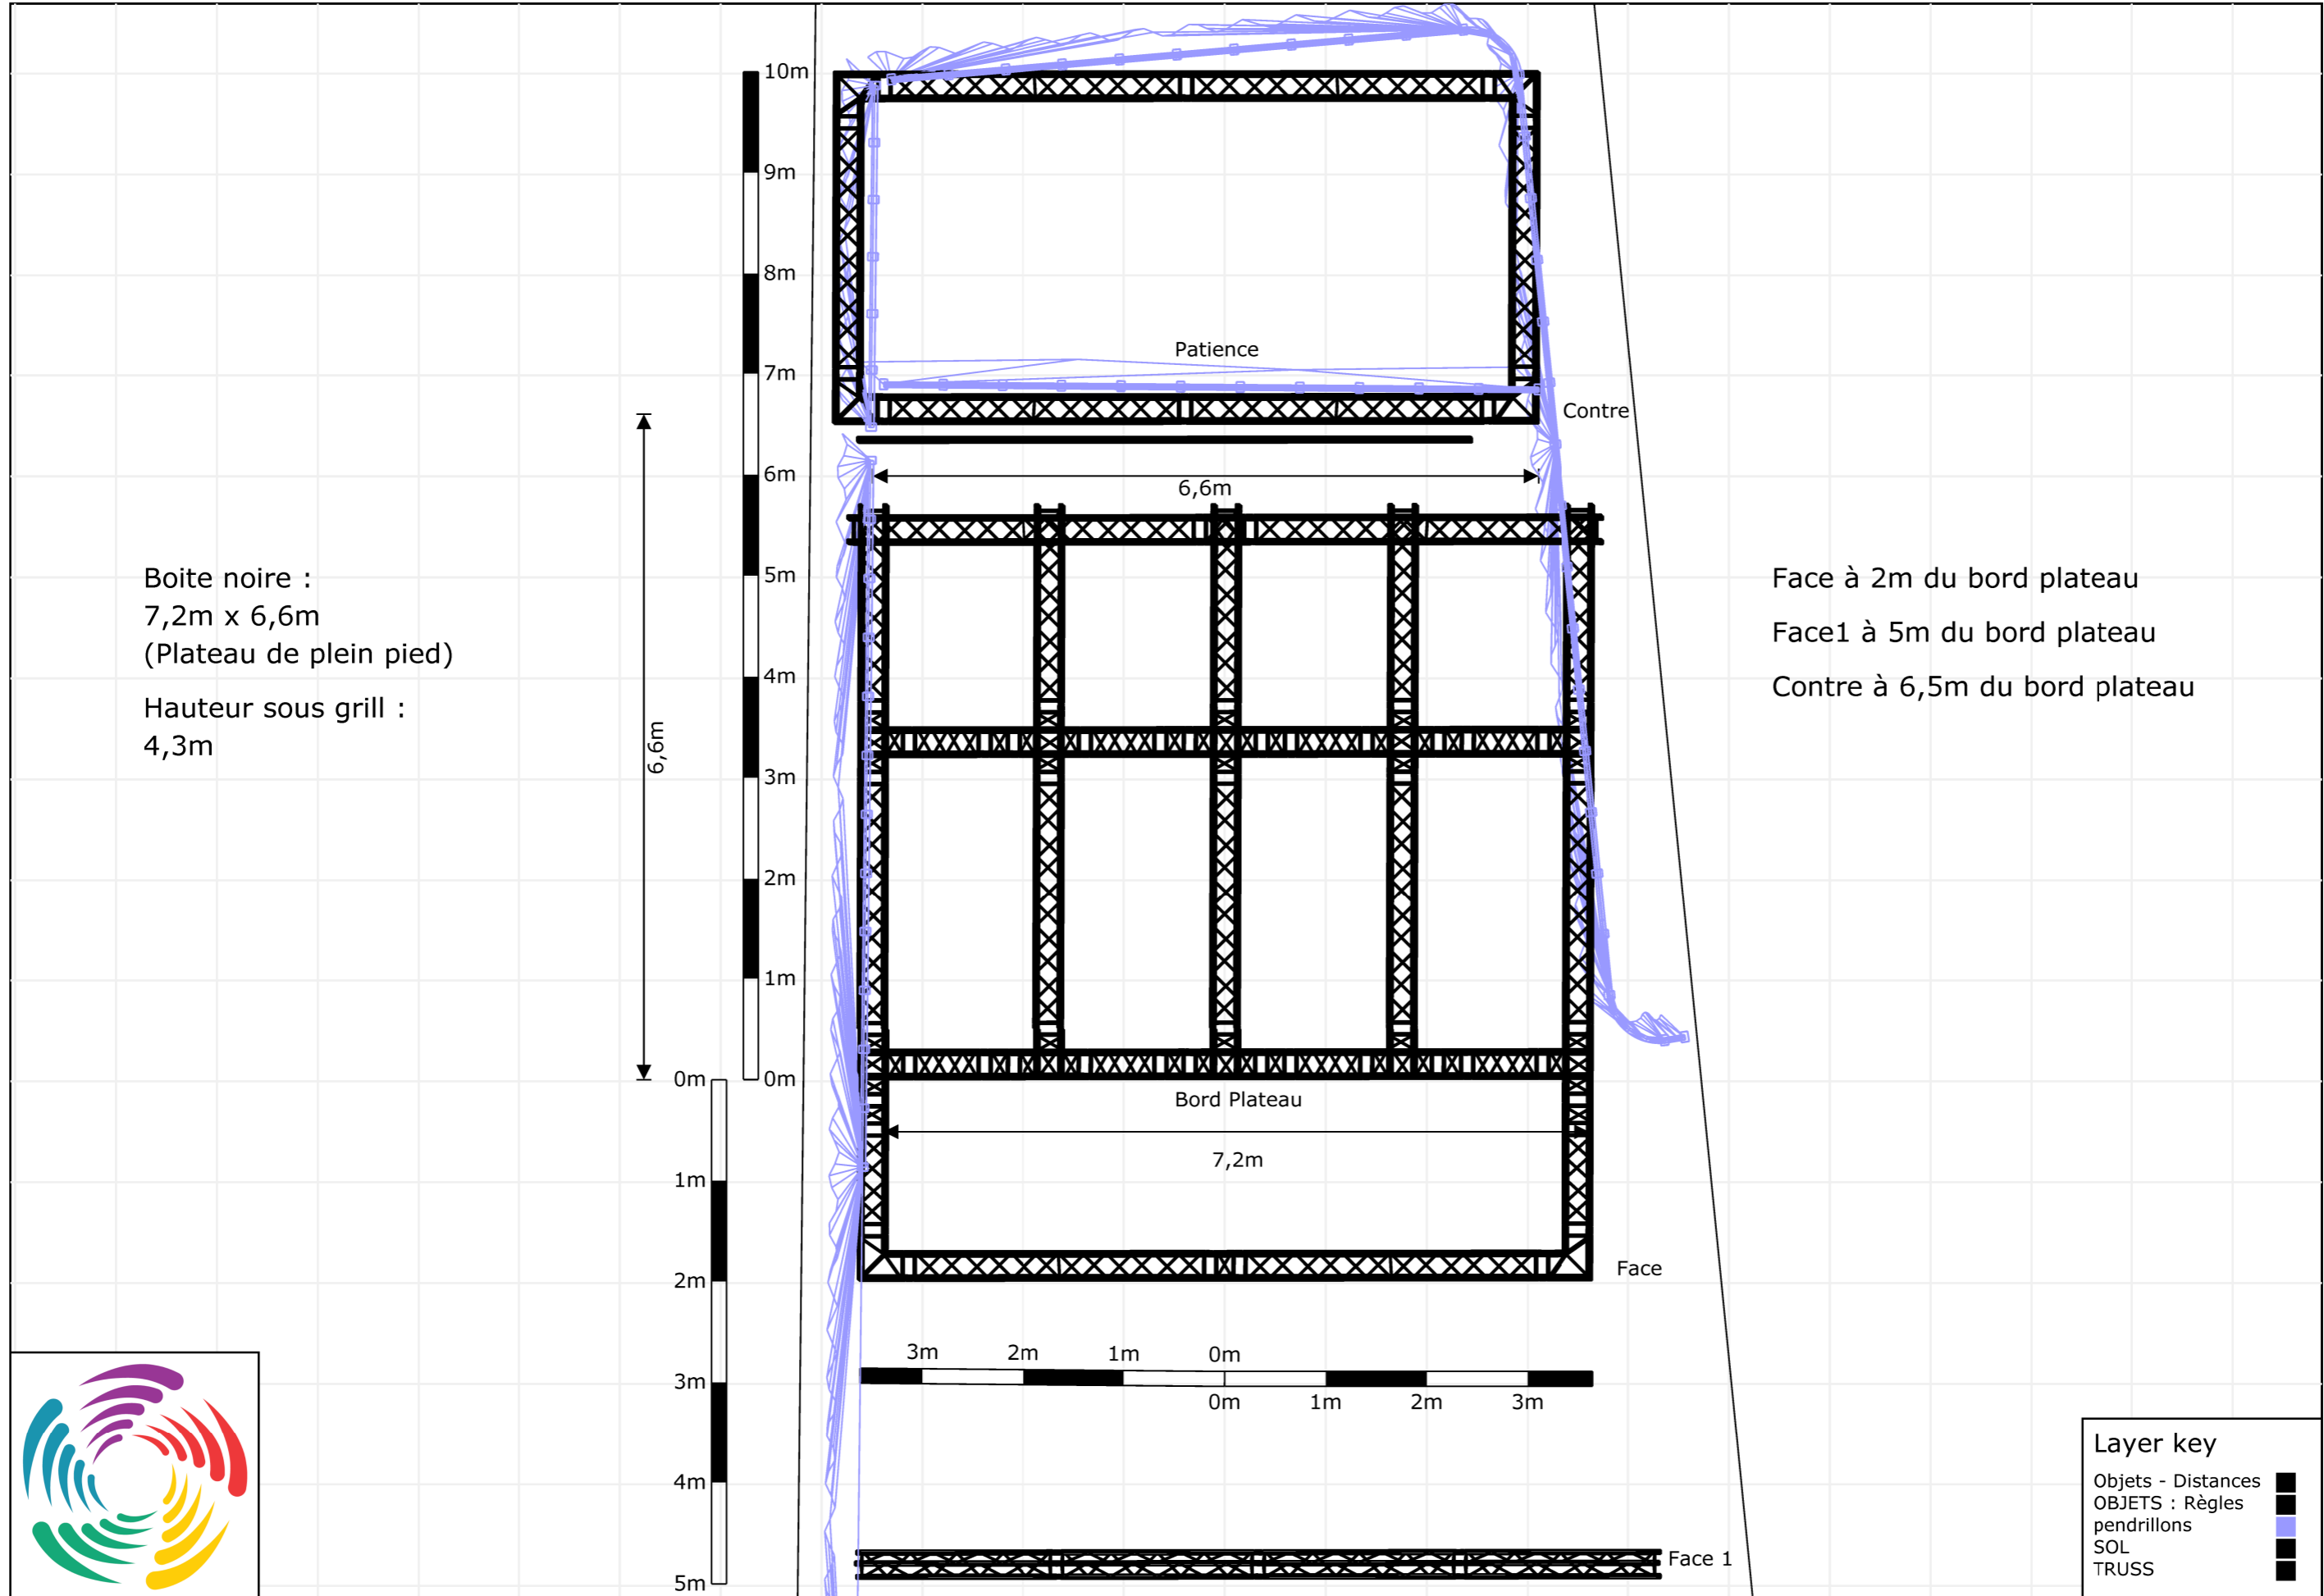 10m
9m
8m
7m
6m
5m
4m
3m
2m
1m
0m
0m
1m
2m
3m
4m
5m
Patience
Contre
6,6m
6,6m
Boite noire :
7,2m x 6,6m
(Plateau de plein pied)
Hauteur sous grill :
4,3m
Face à 2m du bord plateau
Face1 à 5m du bord plateau
Contre à 6,5m du bord plateau
Bord Plateau
7,2m
Face
3m 2m 1m 0m
0m 1m 2m 3m
Face 1
Layer key
Objets - Distances
OBJETS : Règles
pendrillons
SOL
TRUSS